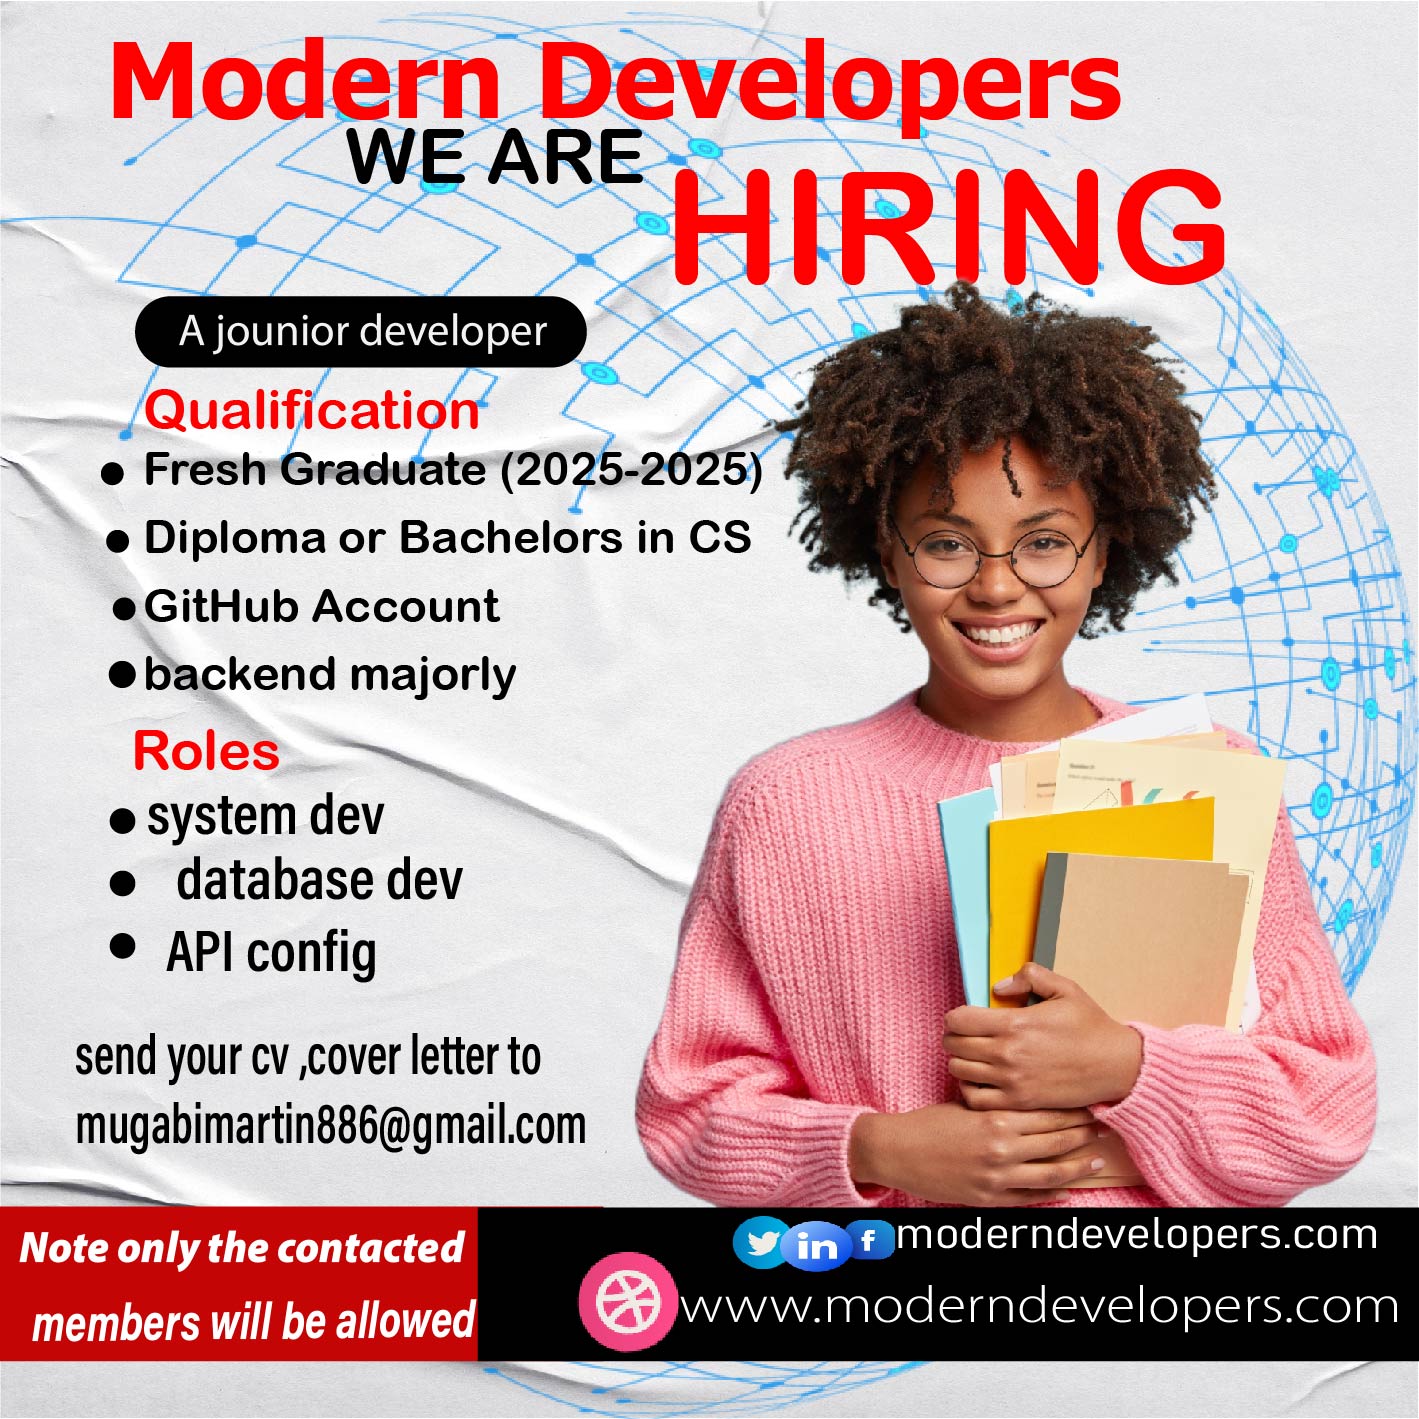 Modern Developers
WE ARE
HIRING
A jounior developer
Qualification
• Fresh Graduate (2025-2025)
• Diploma or Bachelors in CS
• GitHub Account
• backend majorly
Roles
• system dev
• database dev
• API config
send your cv ,cover letter to
mugabimartin886@gmail.com
Note only the contacted
members will be allowed
moderndevelopers.com
www.moderndevelopers.com